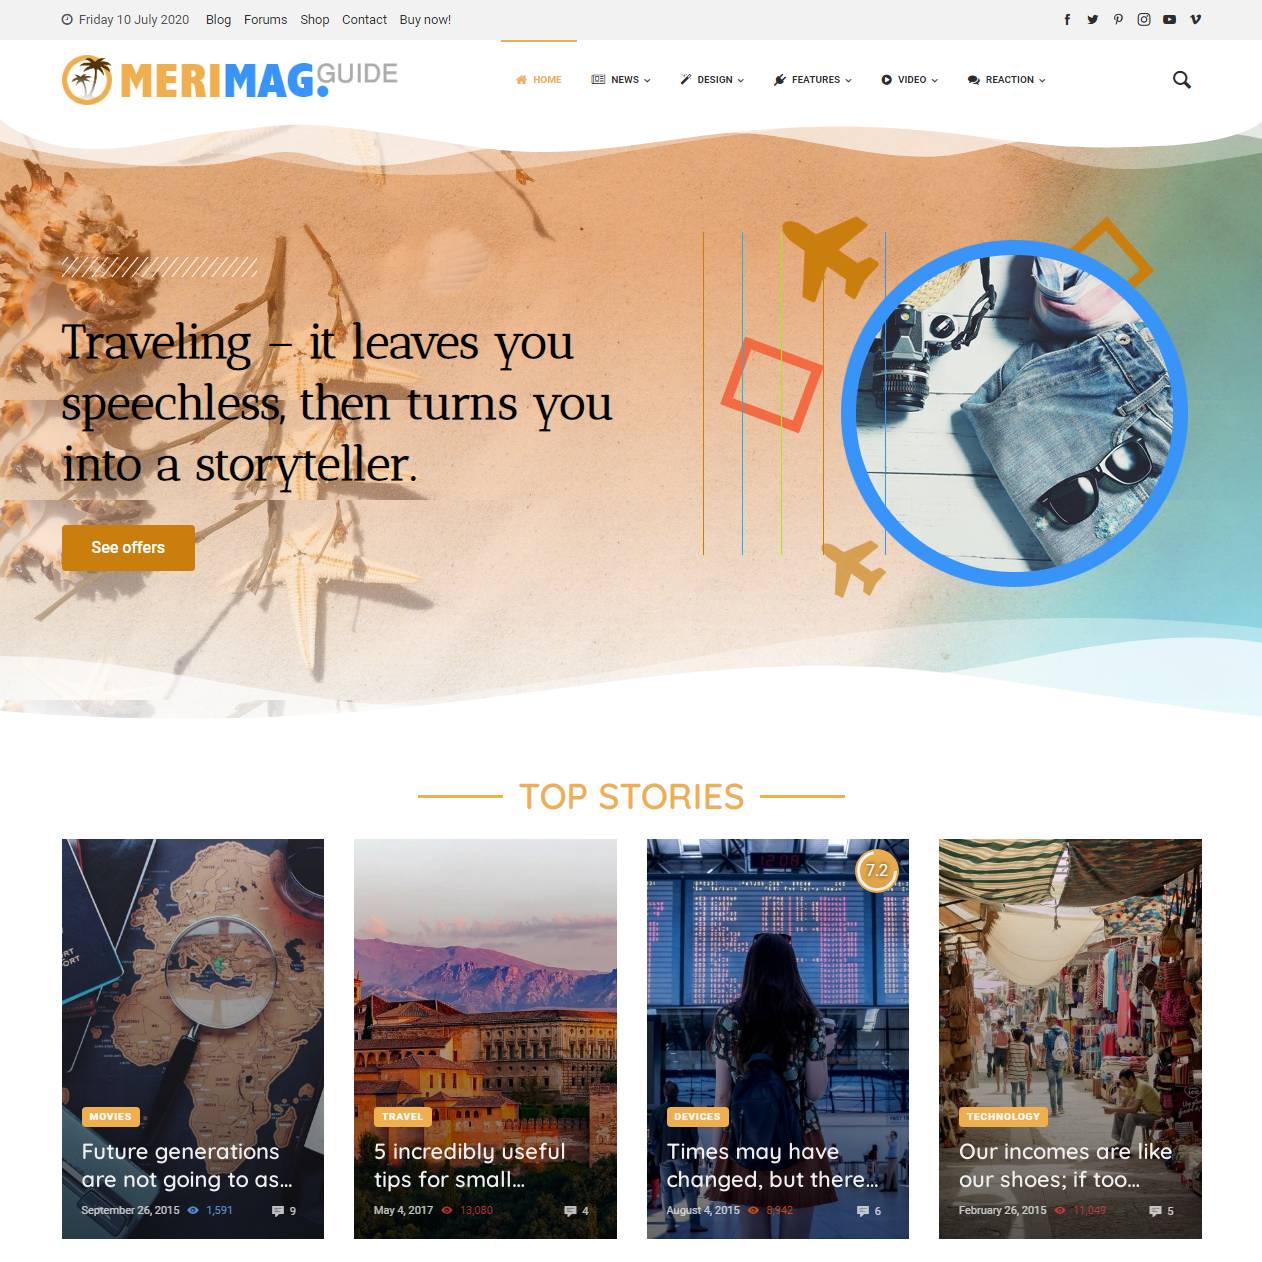 Friday 10 July 2020 Blog Forums Shop Contact Buy now!
MERIMAG. GUIDE
HOME NEWS DESIGN FEATURES VIDEO REACTION
Traveling – it leaves you
speechless, then turns you
into a storyteller.
See offers
TOP STORIES
MOVIES
Future generations
are not going to as...
September 26, 2015 1,591 9
TRAVEL
5 incredibly useful
tips for small...
May 4, 2017 13,080 4
12:08
7.2
DEVICES
Times may have
changed, but there...
August 4, 2015 8,942 6
TECHNOLOGY
Our incomes are like
our shoes; if too...
February 26, 2015 11,049 5